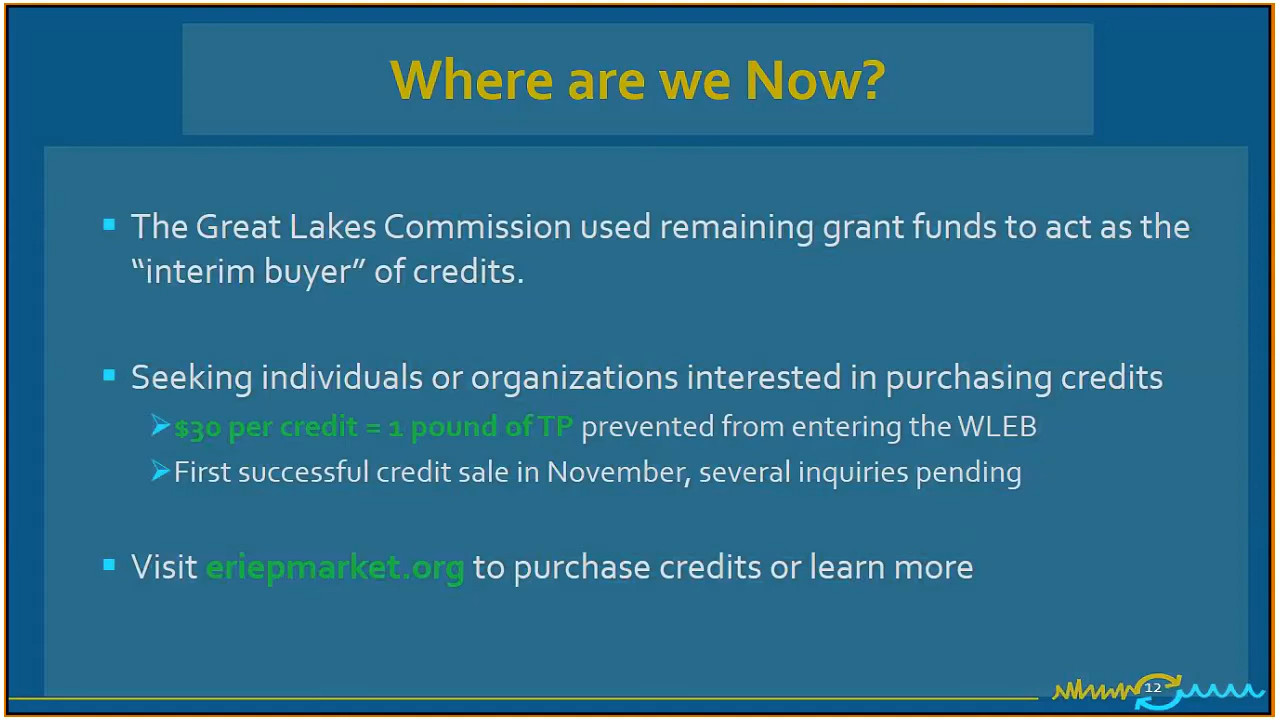 Where are we Now?
The Great Lakes Commission used remaining grant funds to act as the
“interim buyer” of credits.
Seeking individuals or organizations interested in purchasing credits
$30 per credit = 1 pound of TP prevented from entering the WLEB
First successful credit sale in November, several inquiries pending
Visit eriepmarket.org to purchase credits or learn more
12